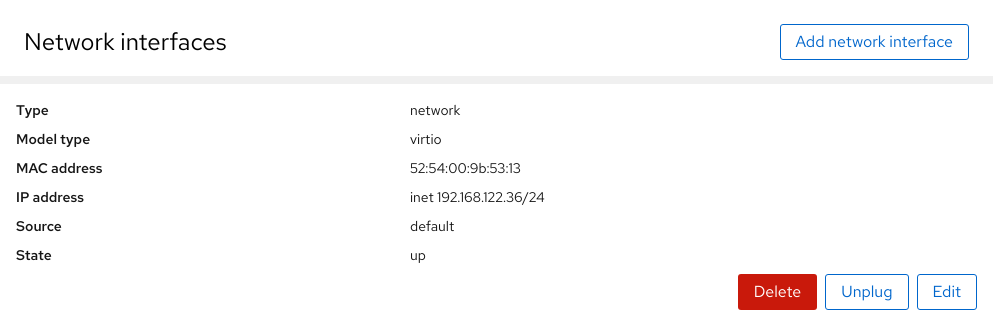 Network interfaces
Add network interface
Type network
Model type virtio
MAC address 52:54:00:9b:53:13
IP address inet 192.168.122.36/24
Source default
State up
Delete Unplug Edit